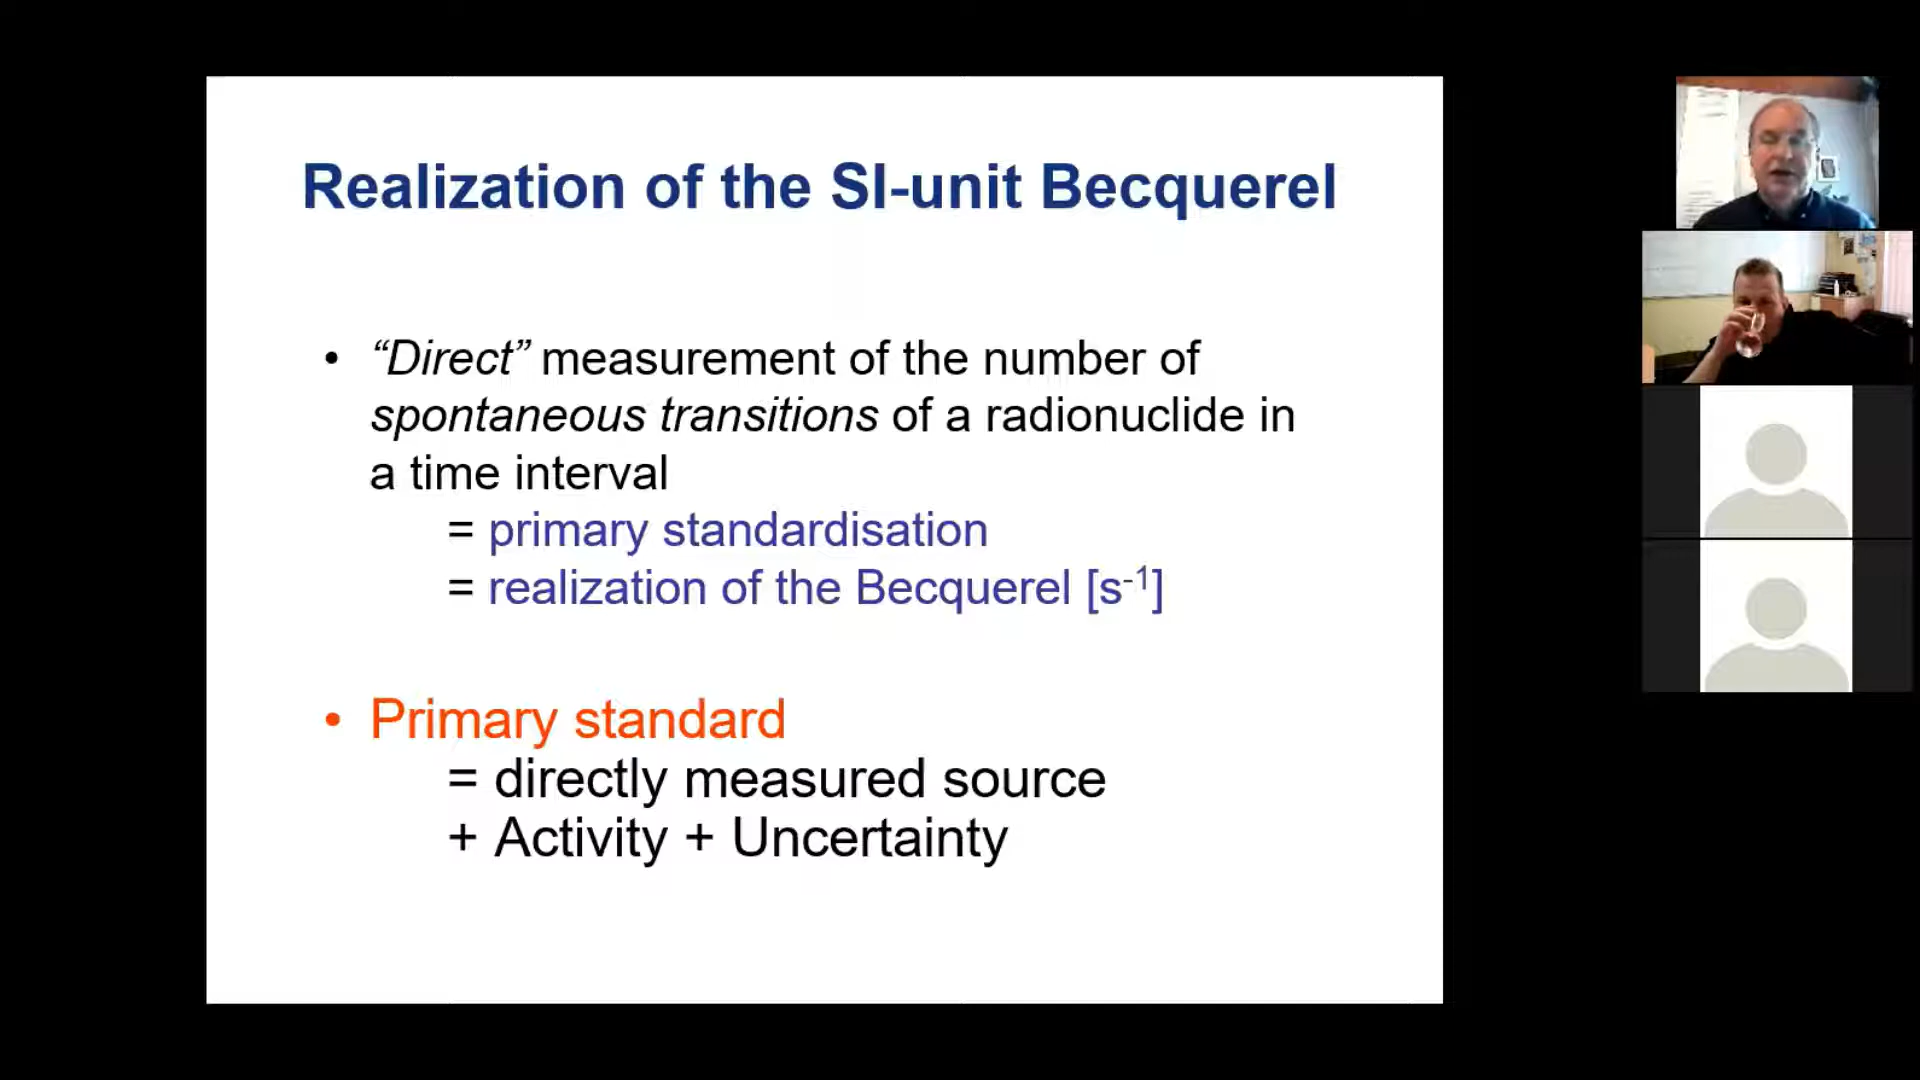 Realization of the SI-unit Becquerel
• “Direct” measurement of the number of
spontaneous transitions of a radionuclide in
a time interval
= primary standardisation
= realization of the Becquerel [s⁻¹]
• Primary standard
= directly measured source
+ Activity + Uncertainty